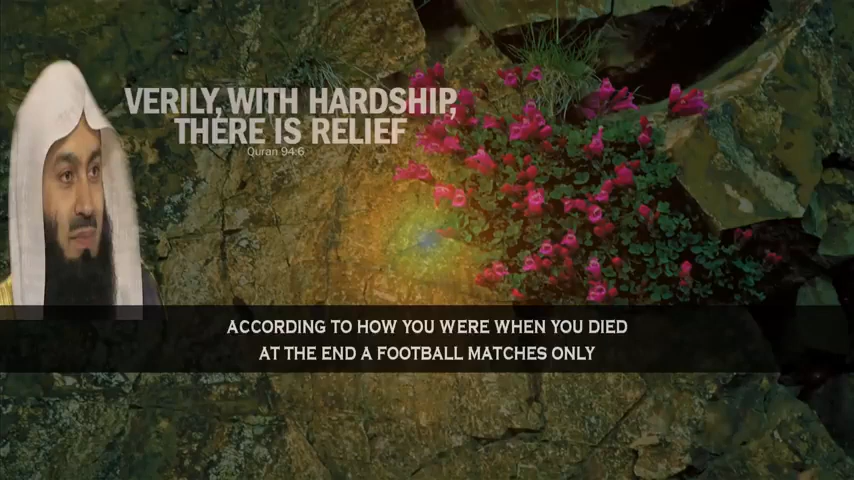 VERILY, WITH HARDSHIP,
THERE IS RELIEF
Quran 94:6
ACCORDING TO HOW YOU WERE WHEN YOU DIED
AT THE END A FOOTBALL MATCHES ONLY